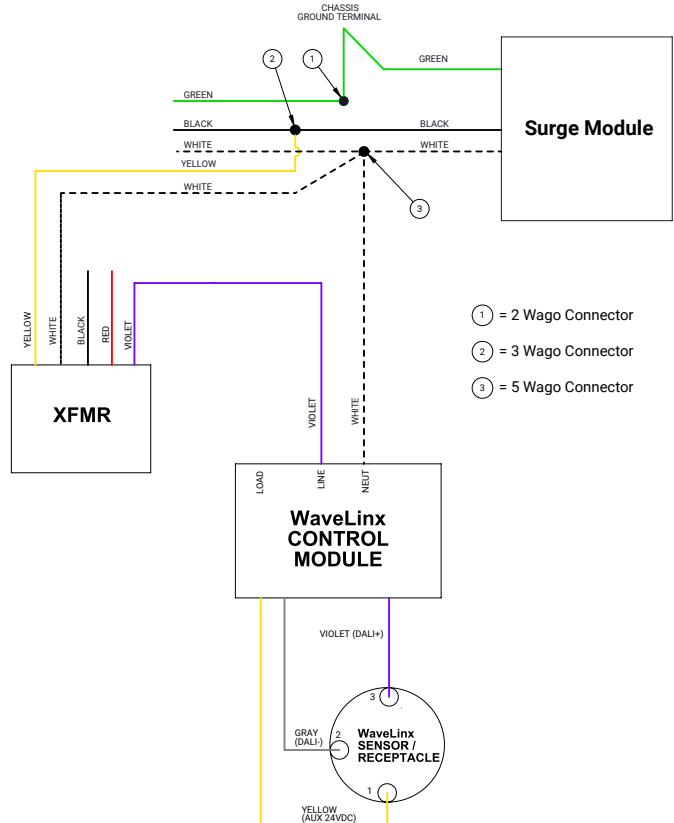 CHASSIS
GROUND TERMINAL
2
1
GREEN
GREEN
BLACK
BLACK
Surge Module
WHITE
WHITE
YELLOW
WHITE
3
YELLOW
WHITE
BLACK
RED
VIOLET
1 = 2 Wago Connector
2 = 3 Wago Connector
3 = 5 Wago Connector
XFMR
VIOLET
WHITE
LOAD
LINE
NEUT
WaveLinx
CONTROL
MODULE
VIOLET (DALI+)
3
GRAY
(DALI-)
2
WaveLinx
SENSOR /
RECEPTACLE
1
YELLOW
(AUX 24VDC)